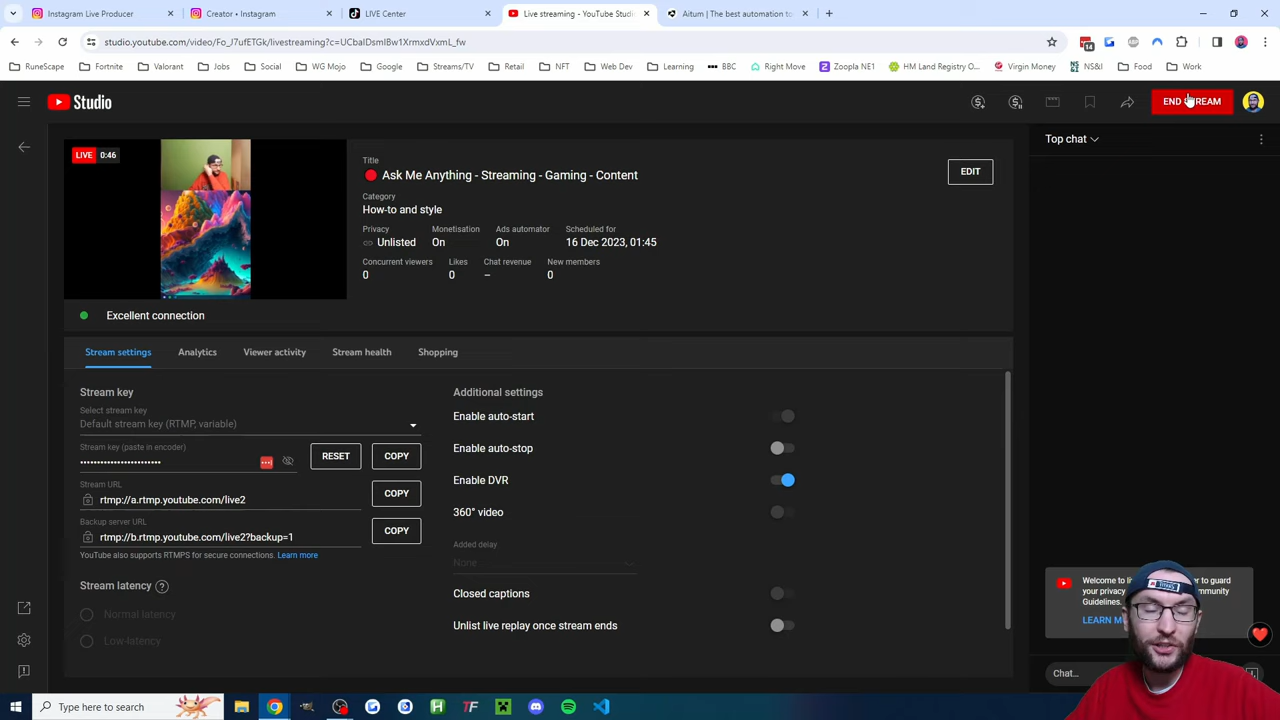 Instagram Live Producer
Creator • Instagram
LIVE Center
Live streaming - YouTube Studio
Aitum | The best automation to
studio.youtube.com/video/Fo_J7ufETGk/livestreaming?c=UCbaIDsmIBw1XrmxdVxmL_fw
14
RuneScape
Fortnite
Valorant
Jobs
Social
WG Mojo
Google
Streams/TV
Retail
NFT
Web Dev
Learning
BBC
Right Move
Zoopla NE1
HM Land Registry O...
Virgin Money
NS&I
Food
Work
Studio
END STREAM
LIVE 0:46
Title
Ask Me Anything - Streaming - Gaming - Content
EDIT
Category
How-to and style
Privacy Monetisation Ads automator Scheduled for
Unlisted On On 16 Dec 2023, 01:45
Concurrent viewers Likes Chat revenue New members
0 0 – 0
Excellent connection
Top chat
Stream settings Analytics Viewer activity Stream health Shopping
Stream key
Select stream key
Default stream key (RTMP, variable)
Stream key (paste in encoder)
RESET COPY
Stream URL
rtmp://a.rtmp.youtube.com/live2
COPY
Backup server URL
rtmp://b.rtmp.youtube.com/live2?backup=1
COPY
YouTube also supports RTMPS for secure connections. Learn more
Stream latency
Normal latency
Low-latency
Additional settings
Enable auto-start
Enable auto-stop
Enable DVR
360° video
Added delay
None
Closed captions
Unlist live replay once stream ends
Welcome to
your privacy
Guidelines.
LEARN
Chat...
Type here to search